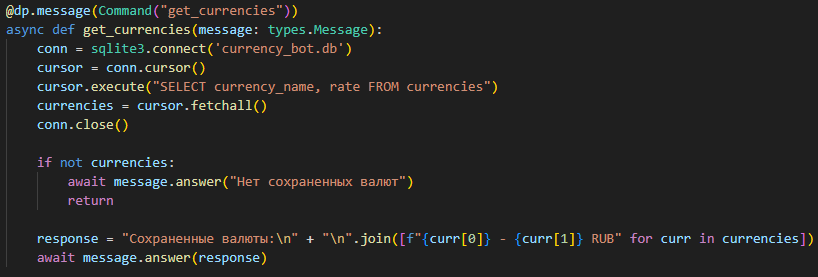 @dp.message(Command("get_currencies"))
async def get_currencies(message: types.Message):
    conn = sqlite3.connect('currency_bot.db')
    cursor = conn.cursor()
    cursor.execute("SELECT currency_name, rate FROM currencies")
    currencies = cursor.fetchall()
    conn.close()

    if not currencies:
        await message.answer("Нет сохраненных валют")
        return

    response = "Сохраненные валюты:\n" + "\n".join([f"{curr[0]} - {curr[1]} RUB" for curr in currencies])
    await message.answer(response)